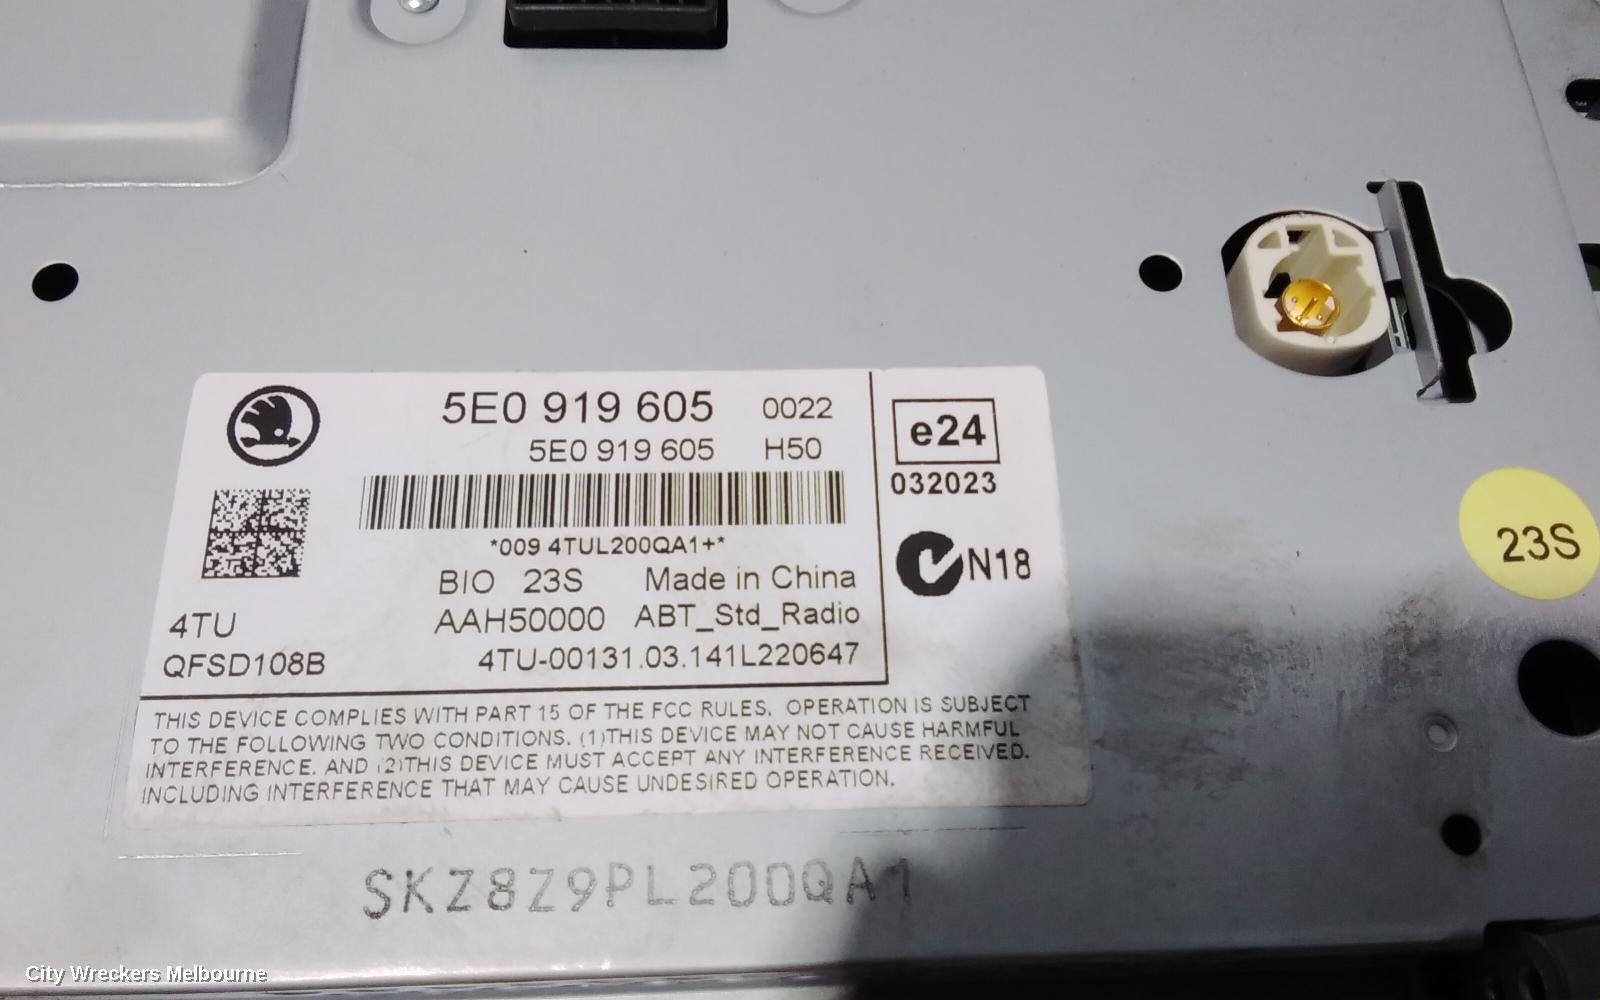 5E0 919 605 0022
5E0 919 605 H50
*009 4TUL200QA1+*
BIO 23S Made in China
4TU AAH50000 ABT_Std_Radio
QFSD108B 4TU-00131.03.141L220647
e24
032023
N18
THIS DEVICE COMPLIES WITH PART 15 OF THE FCC RULES. OPERATION IS SUBJECT
TO THE FOLLOWING TWO CONDITIONS. (1)THIS DEVICE MAY NOT CAUSE HARMFUL
INTERFERENCE. AND (2)THIS DEVICE MUST ACCEPT ANY INTERFERENCE RECEIVED.
INCLUDING INTERFERENCE THAT MAY CAUSE UNDESIRED OPERATION.
23S
SKZ8Z9PL200QA1
City Wreckers Melbourne